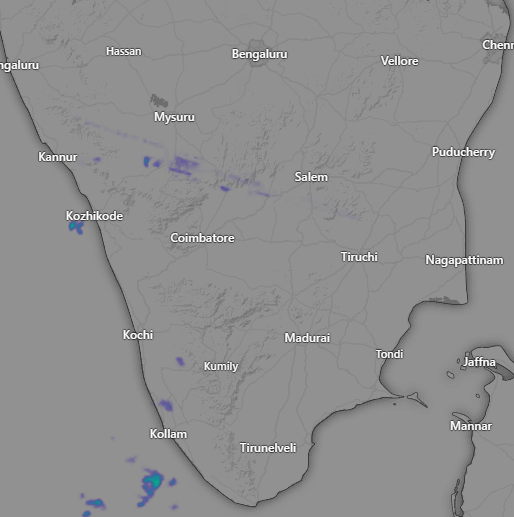 Hassan
Bengaluru
Chenn
Vellore
ngaluru
Mysuru
Kannur
Puducherry
Salem
Kozhikode
Coimbatore
Tiruchi
Nagapattinam
Kochi
Madurai
Tondi
Kumily
Jaffna
Kollam
Mannar
Tirunelveli